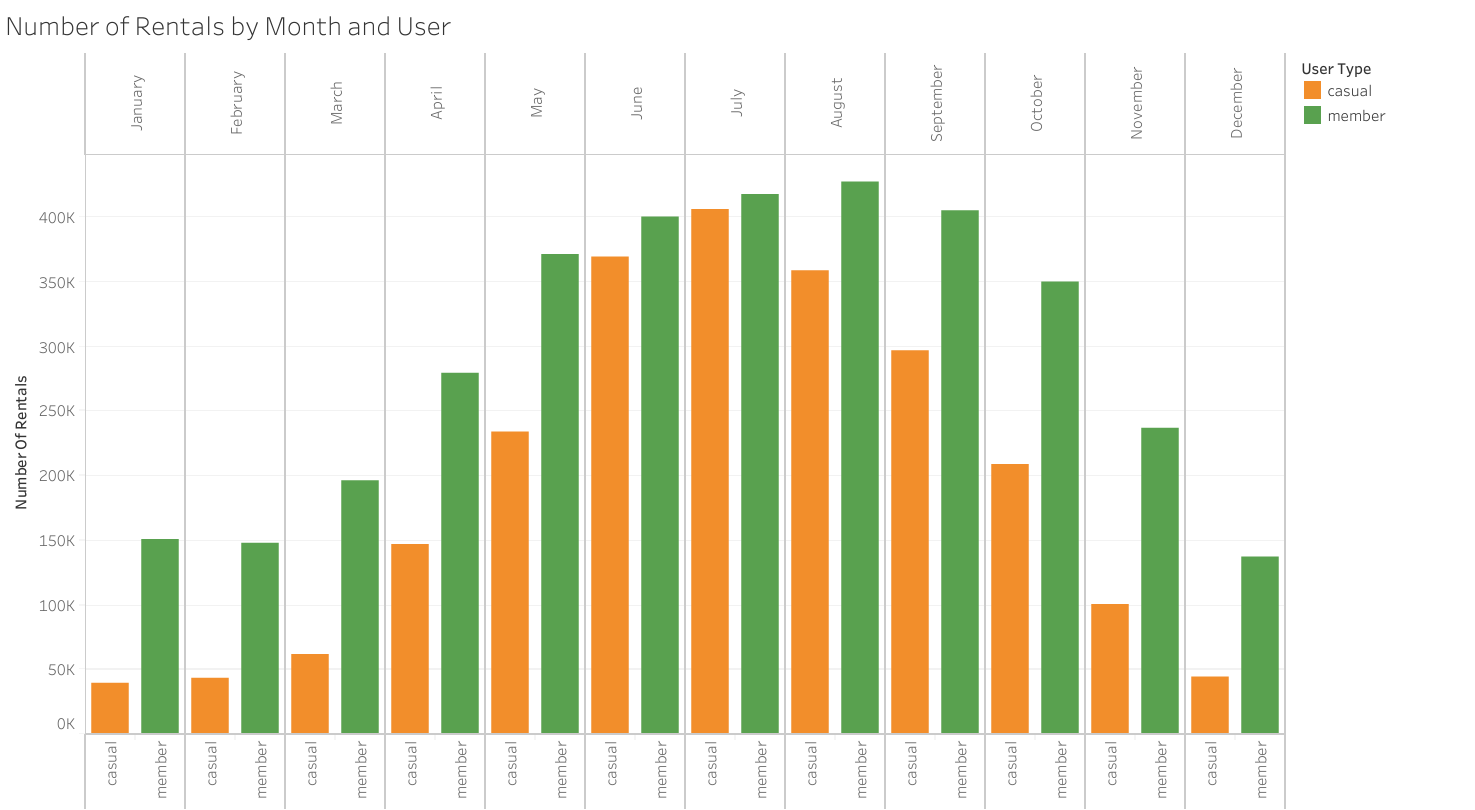 Number of Rentals by Month and User
January
February
March
April
May
June
July
August
September
October
November
December
User Type
casual
member
Number Of Rentals
400K
350K
300K
250K
200K
150K
100K
50K
0K
casual
member
casual
member
casual
member
casual
member
casual
member
casual
member
casual
member
casual
member
casual
member
casual
member
casual
member
casual
member